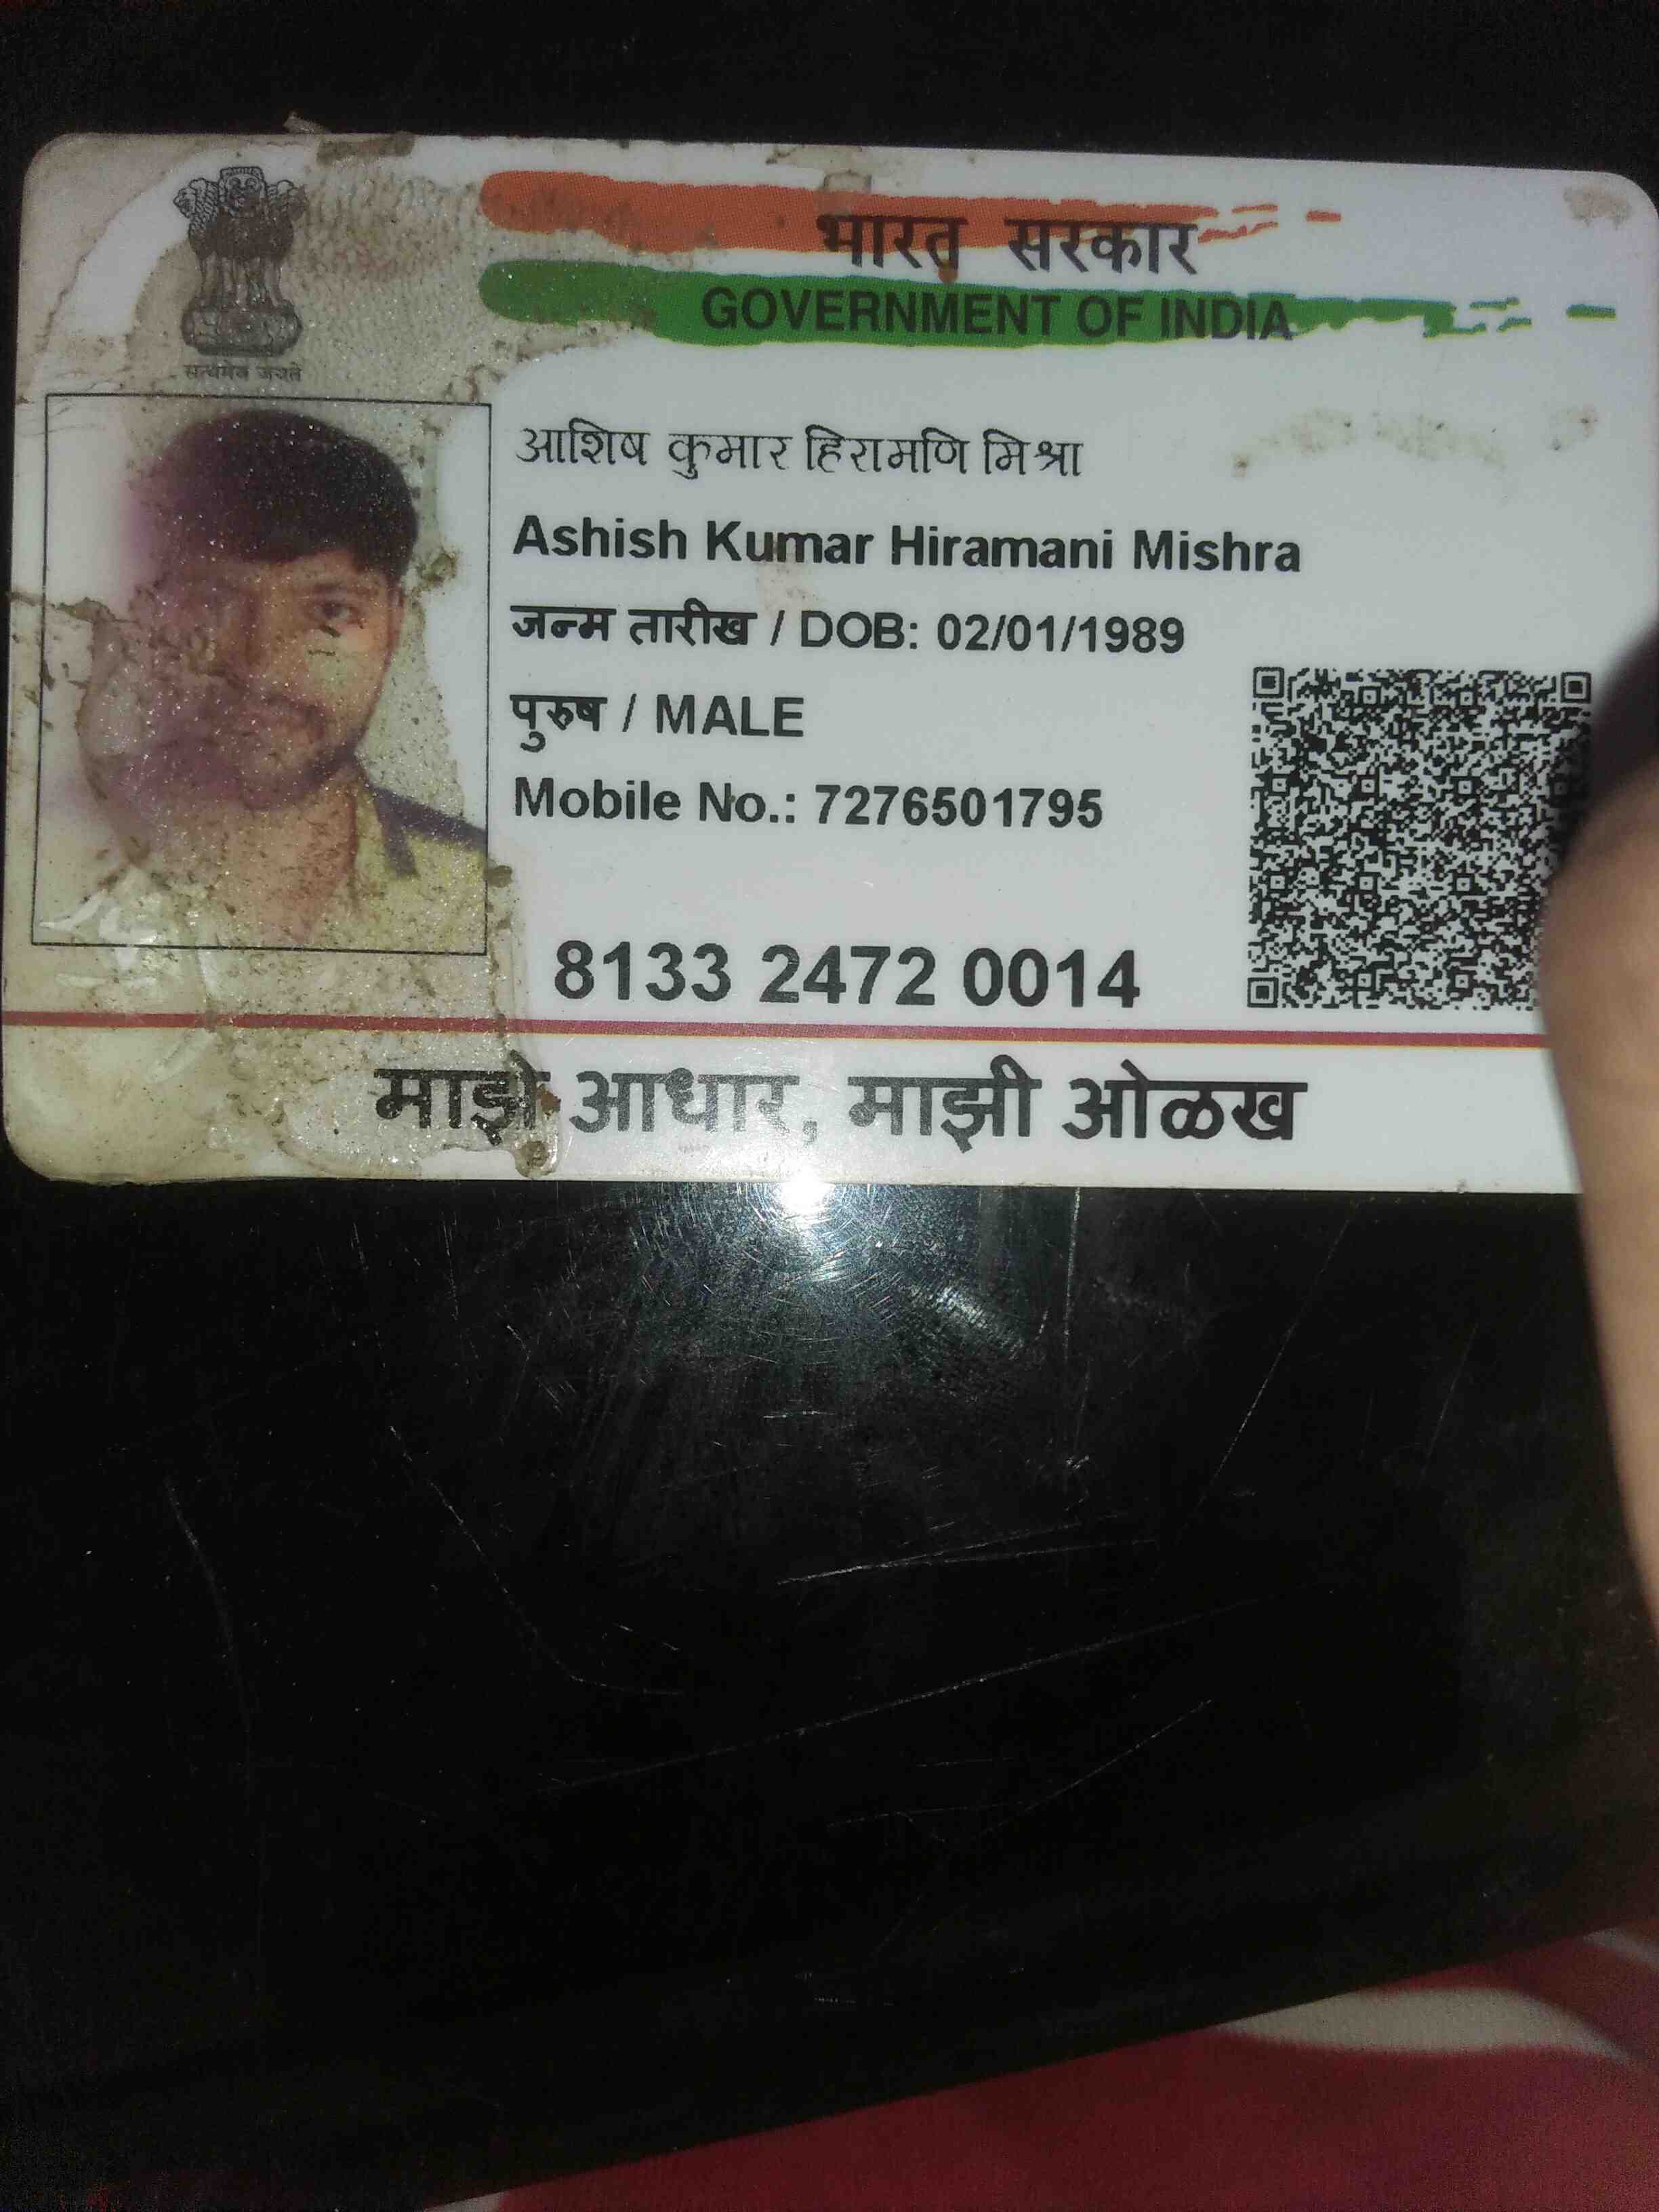 सत्यमेव जयते
भारत सरकार
GOVERNMENT OF INDIA
आशिष कुमार हिरामणि मिश्रा
Ashish Kumar Hiramani Mishra
जन्म तारीख / DOB: 02/01/1989
पुरुष / MALE
Mobile No.: 7276501795
8133 2472 0014
माझे आधार, माझी ओळख